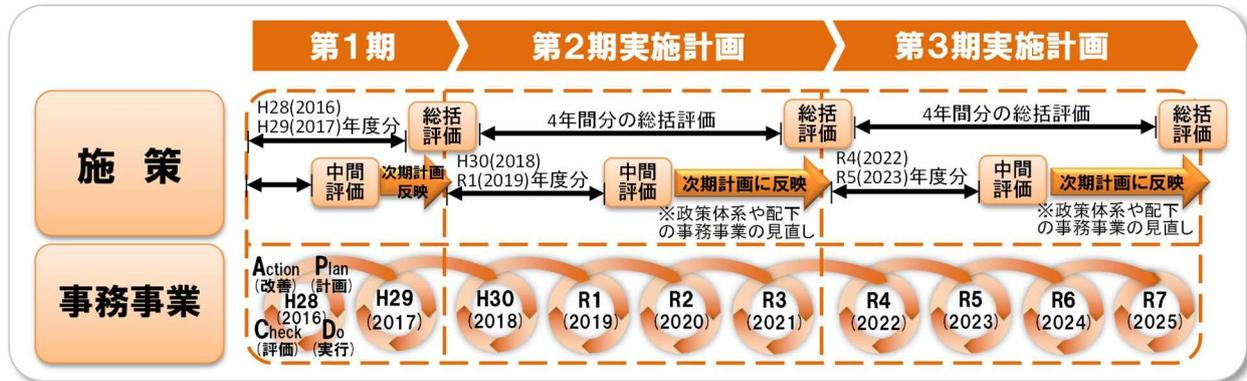 第1期
第2期実施計画
第3期実施計画
施 策
H28(2016)
H29(2017)年度分
総括
評価
4年間分の総括評価
総括
評価
4年間分の総括評価
総括
評価
中間
評価
次期計画
反映
H30(2018)
R1(2019)年度分
中間
評価
次期計画に反映
※政策体系や配下
の事務事業の見直し
R4(2022)
R5(2023)年度分
中間
評価
次期計画に反映
※政策体系や配下
の事務事業の見直し
事務事業
Action Plan
(改善) (計画)
H28
(2016)
Check Do
(評価) (実行)
H29
(2017)
H30
(2018)
R1
(2019)
R2
(2020)
R3
(2021)
R4
(2022)
R5
(2023)
R6
(2024)
R7
(2025)